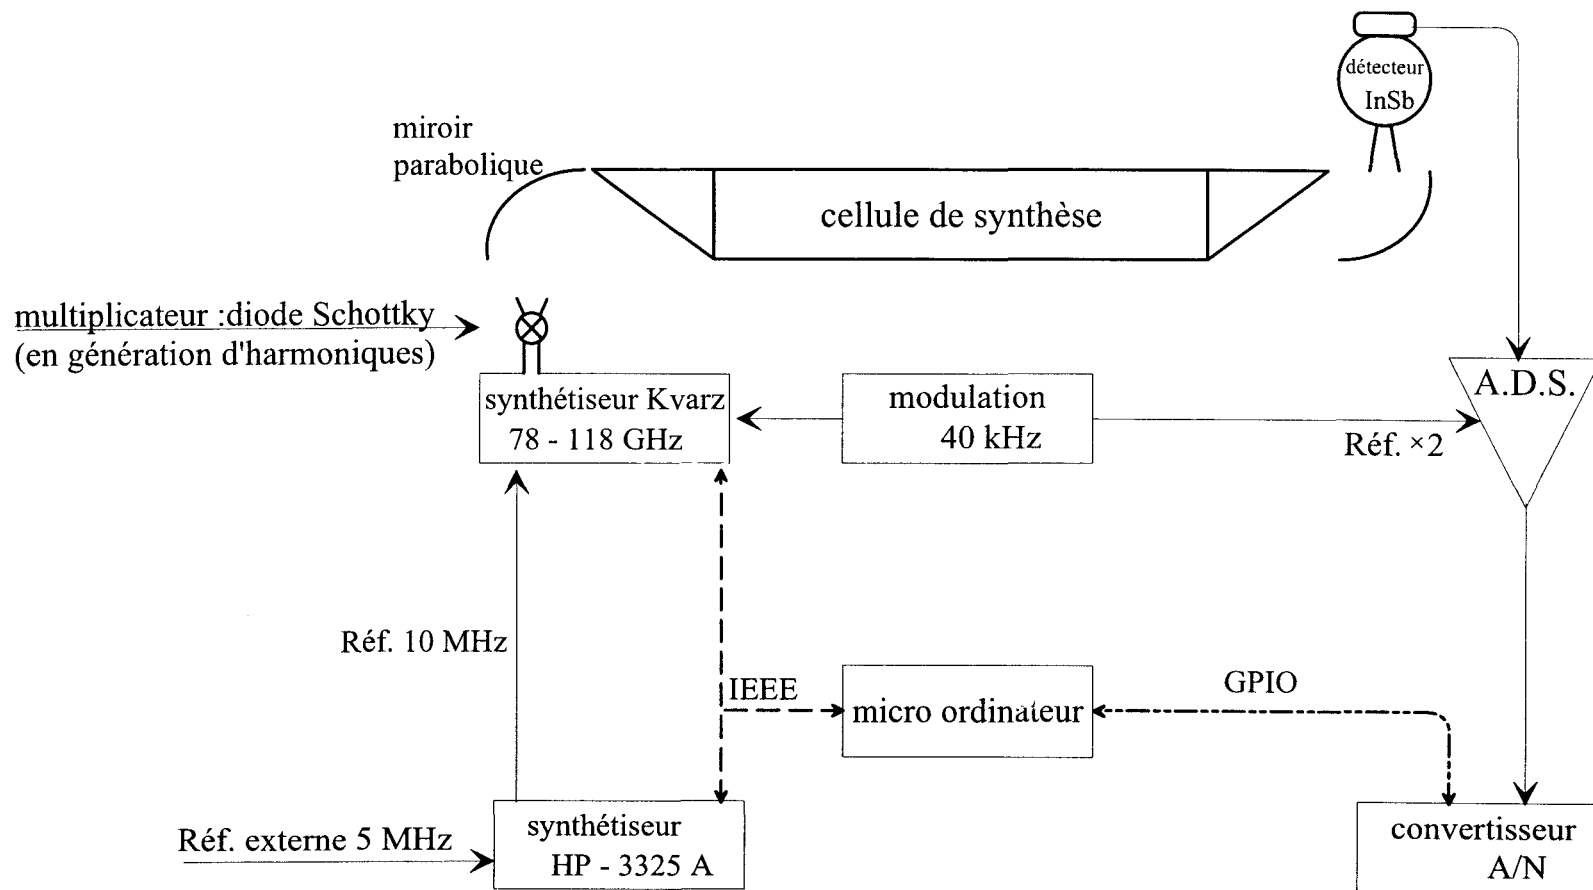 détecteur
InSb
miroir
parabolique
cellule de synthèse
multiplicateur :diode Schottky
(en génération d'harmoniques)
synthétiseur Kvarz
78 - 118 GHz
modulation
40 kHz
A.D.S.
Réf. ×2
Réf. 10 MHz
IEEE
micro ordinateur
GPIO
Réf. externe 5 MHz
synthétiseur
HP - 3325 A
convertisseur
A/N